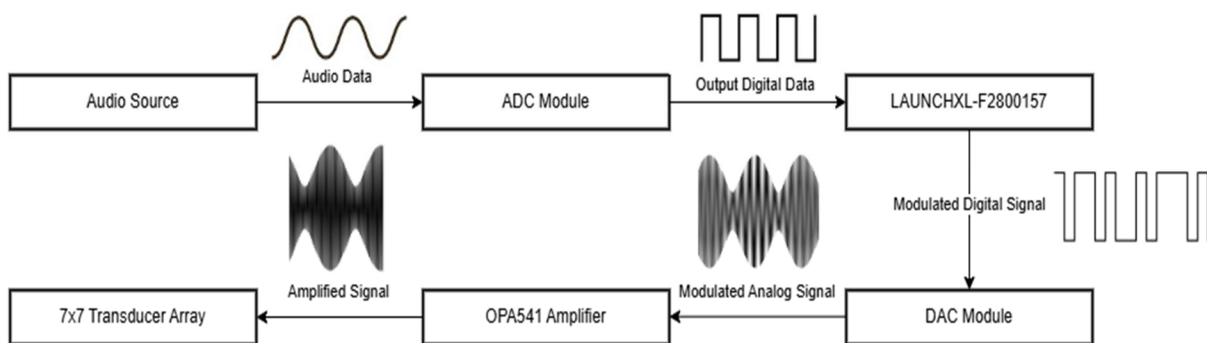 Audio Source
Audio Data
ADC Module
Output Digital Data
LAUNCHXL-F2800157
Modulated Digital Signal
DAC Module
Modulated Analog Signal
OPA541 Amplifier
Amplified Signal
7x7 Transducer Array